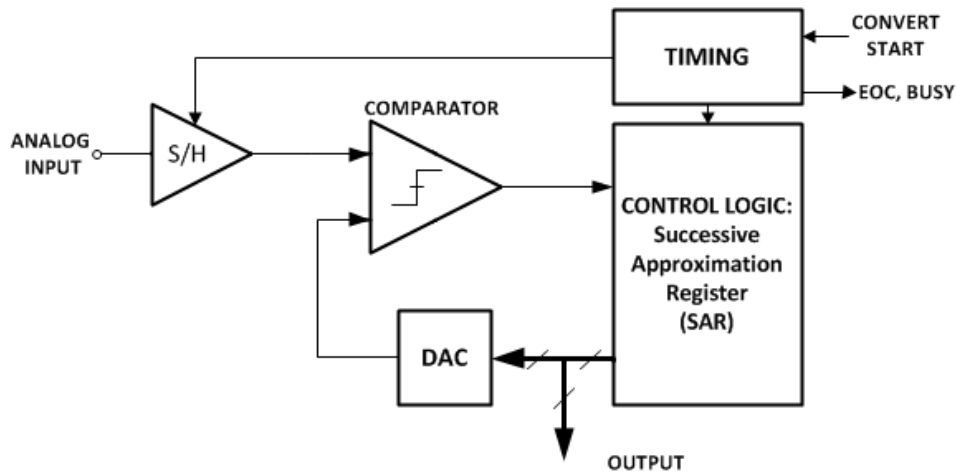 CONVERT
START
TIMING
EOC, BUSY
COMPARATOR
ANALOG
INPUT
S/H
CONTROL LOGIC:
Successive
Approximation
Register
(SAR)
DAC
OUTPUT